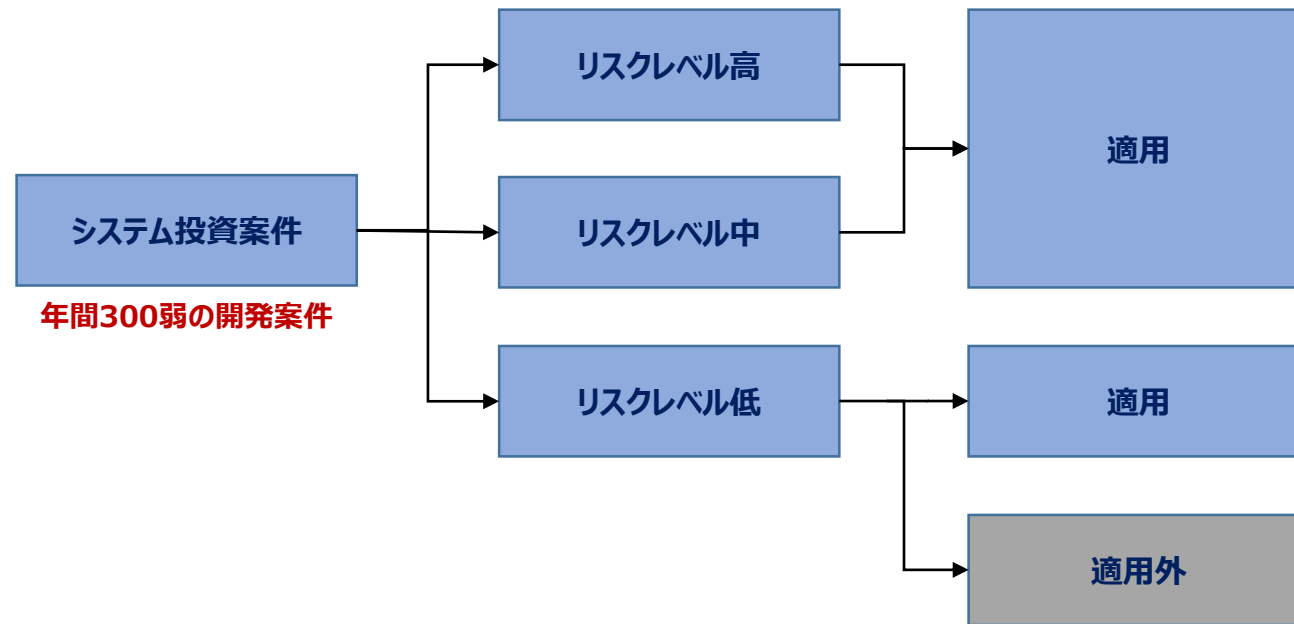 リスクレベル高
適用
システム投資案件
リスクレベル中
年間300弱の開発案件
リスクレベル低
適用
適用外